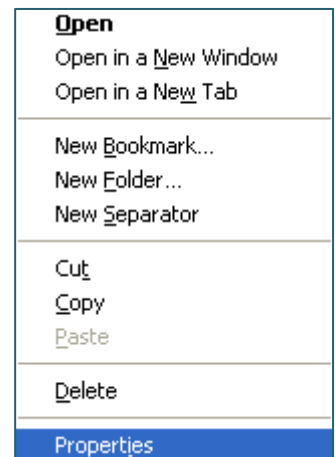 Open
Open in a New Window
Open in a New Tab
New Bookmark...
New Folder...
New Separator
Cut
Copy
Paste
Delete
Properties